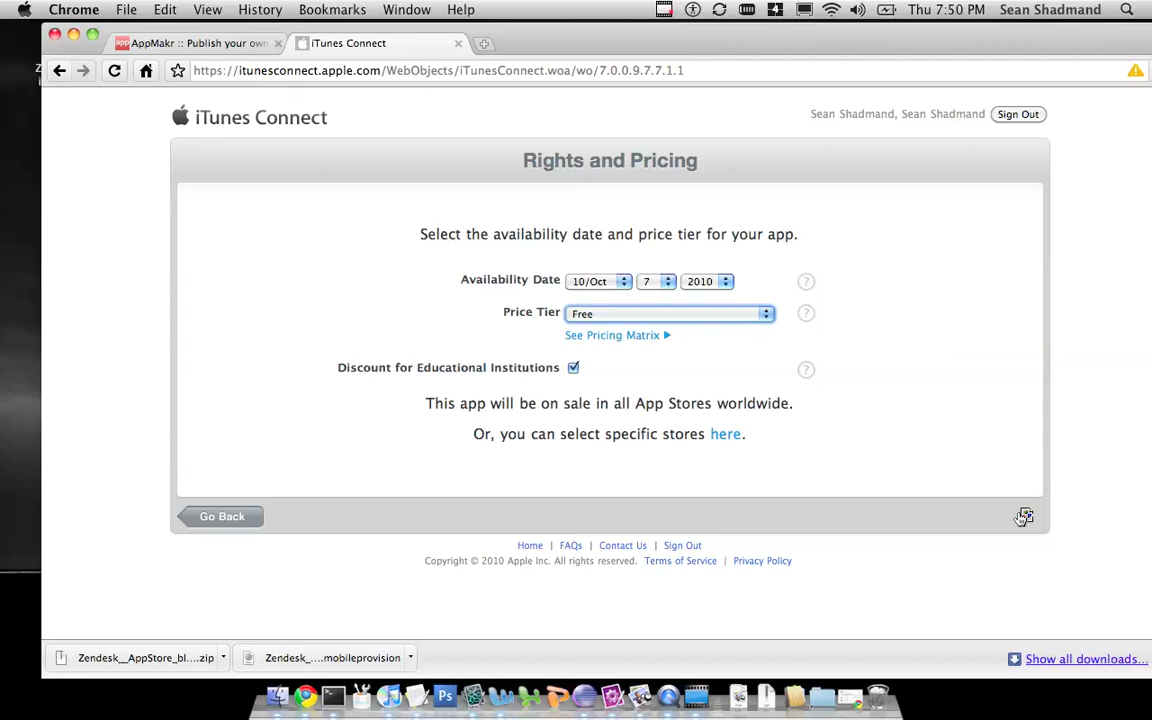 Chrome File Edit View History Bookmarks Window Help 4 Thu 7:50 PM Sean Shadmand
app AppMakr :: Publish your own iTunes Connect
https://itunesconnect.apple.com/WebObjects/iTunesConnect.woa/wo/7.0.0.9.7.7.1.1
iTunes Connect Sean Shadmand, Sean Shadmand Sign Out
Rights and Pricing
Select the availability date and price tier for your app.
Availability Date 10/Oct 7 2010 ?
Price Tier Free ?
See Pricing Matrix
Discount for Educational Institutions ?
This app will be on sale in all App Stores worldwide.
Or, you can select specific stores here.
Go Back
Home | FAQs | Contact Us | Sign Out
Copyright © 2010 Apple Inc. All rights reserved. Terms of Service | Privacy Policy
Zendesk__AppStore_bl....zip Zendesk_....mobileprovision Show all downloads...
Ps